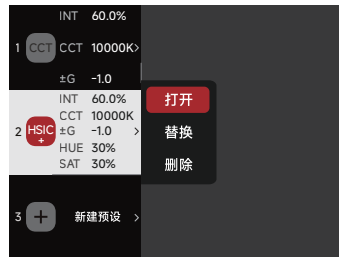 INT 60.0%
1 CCT CCT 10000K>
±G -1.0
INT 60.0%
CCT 10000K
2 HSIC+ ±G -1.0 >
HUE 30%
SAT 30%
打开
替换
删除
3 + 新建预设 >